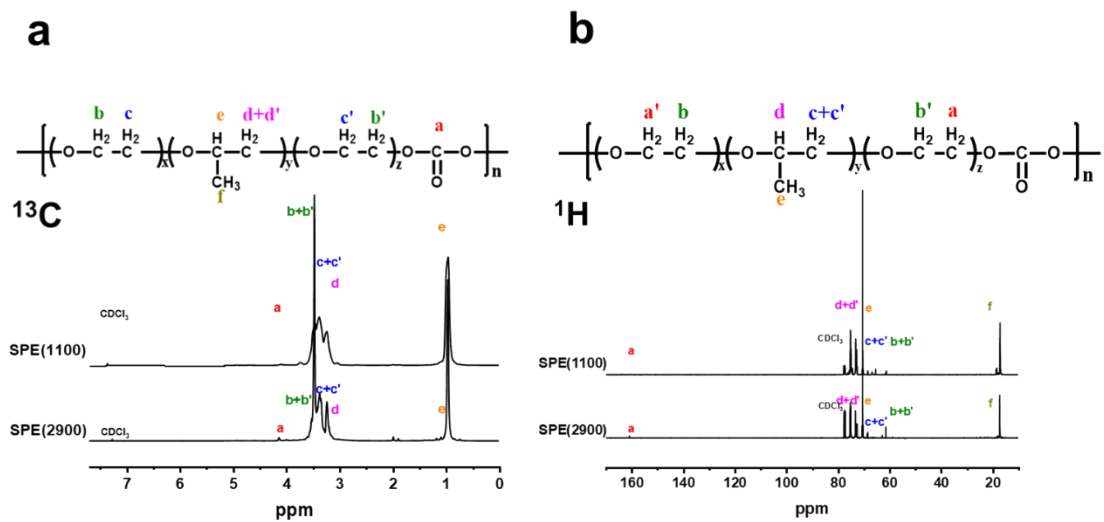 a
b c e d+d' c' b' a
H₂ H₂ H H₂ H₂ H₂
[(O—C—C)x(O—C—C)y(O—C—C)z O—C—O]n
CH₃ O
f
¹³C
b+b' e
c+c'
d
a
CDCl₃
SPE(1100)
b+b' c+c'
d e
SPE(2900) CDCl₃ a
7 6 5 4 3 2 1 0
ppm
b
a' b d c+c' b' a
H₂ H₂ H H₂ H₂ H₂
[(O—C—C)x(O—C—C)y(O—C—C)z O—C—O]n
CH₃ O
e
¹H
d+d' e f
CDCl₃
c+c' b+b'
a
SPE(1100)
d+d' e
CDCl₃ b+b' f
c+c'
SPE(2900) a
160 140 120 100 80 60 40 20
ppm